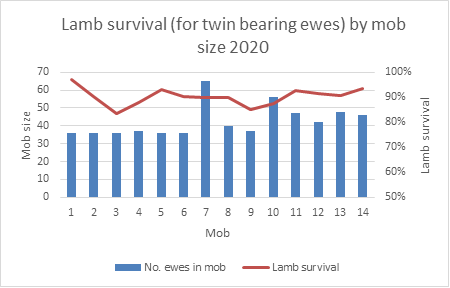 Lamb survival (for twin bearing ewes) by mob
size 2020
70
60
50
40
30
20
10
0
Mob size
100%
90%
80%
70%
60%
50%
Lamb survival
1 2 3 4 5 6 7 8 9 10 11 12 13 14
Mob
No. ewes in mob
Lamb survival